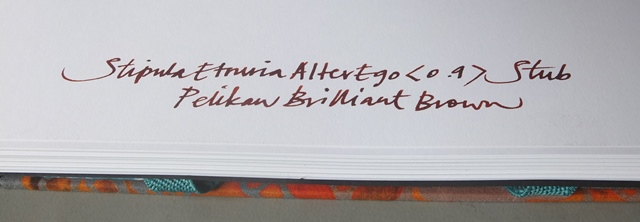 Stipula Etruria AlterEgo <0.9> Stub
Pelikan Brilliant Brown